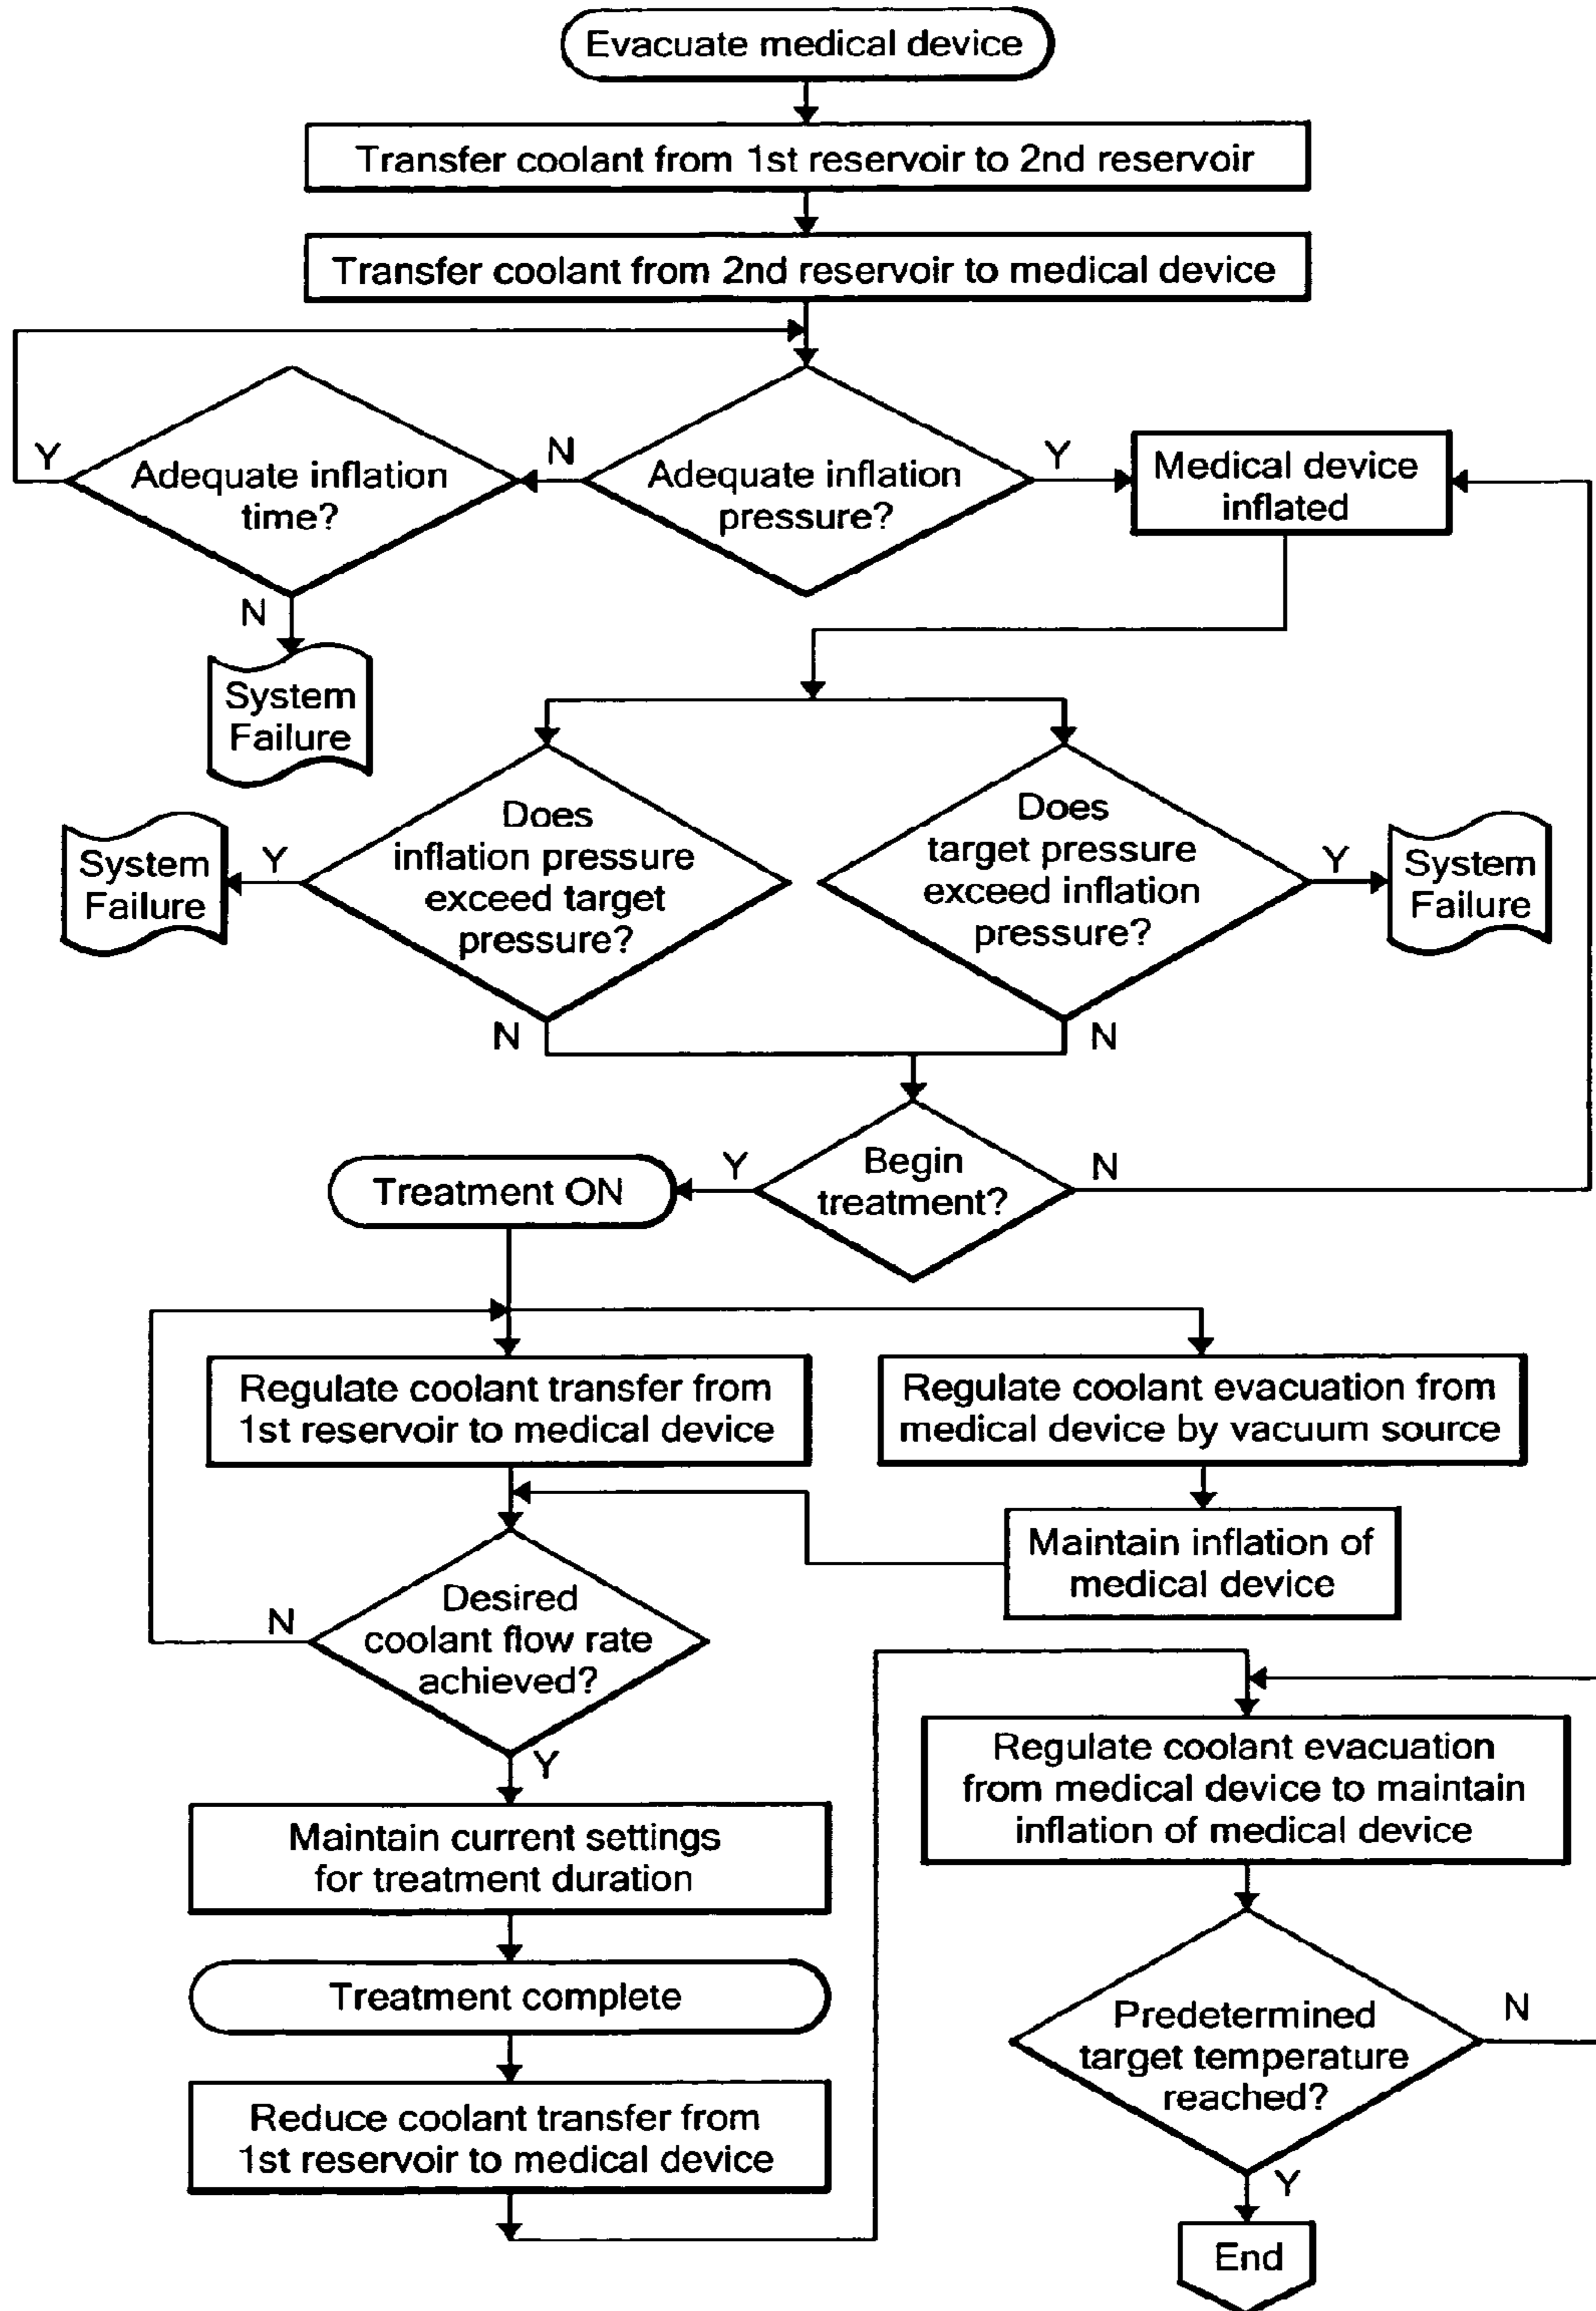 Evacuate medical device
Transfer coolant from 1st reservoir to 2nd reservoir
Transfer coolant from 2nd reservoir to medical device
Y
Adequate inflation
time?
N
N
Adequate inflation
pressure?
Y
Medical device
inflated
System
Failure
System
Failure
Y
Does
inflation pressure
exceed target
pressure?
N
Does
target pressure
exceed inflation
pressure?
N
Y
System
Failure
Begin
treatment?
Y
N
Treatment ON
Regulate coolant transfer from
1st reservoir to medical device
Regulate coolant evacuation from
medical device by vacuum source
Maintain inflation of
medical device
Desired
coolant flow rate
achieved?
N
Y
Maintain current settings
for treatment duration
Treatment complete
Reduce coolant transfer from
1st reservoir to medical device
Regulate coolant evacuation
from medical device to maintain
inflation of medical device
Predetermined
target temperature
reached?
N
Y
End